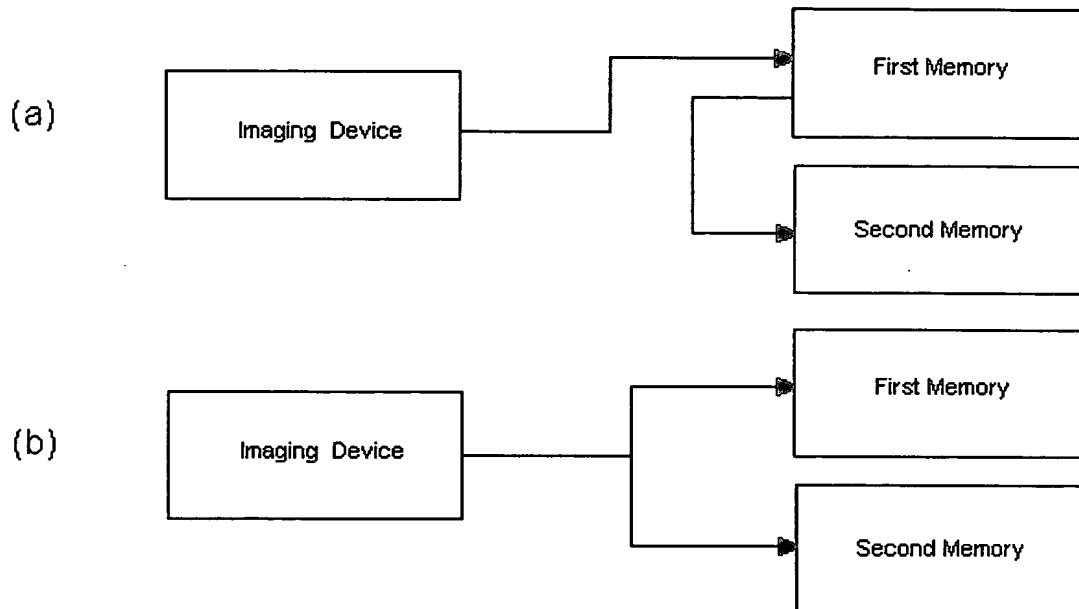 (a)
Imaging Device
First Memory
Second Memory
(b)
Imaging Device
First Memory
Second Memory